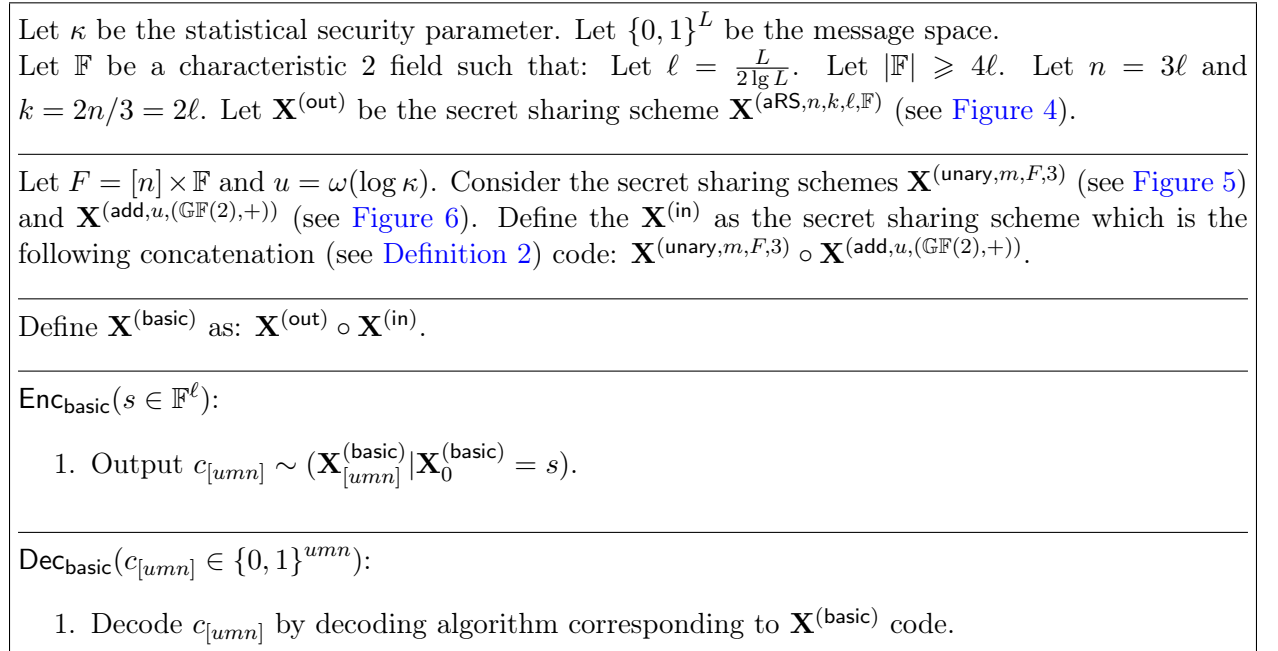 Let κ be the statistical security parameter. Let {0, 1}^L be the message space.
Let 𝔽 be a characteristic 2 field such that: Let ℓ = L/(2 lg L). Let |𝔽| ⩾ 4ℓ. Let n = 3ℓ and
k = 2n/3 = 2ℓ. Let X^(out) be the secret sharing scheme X^(aRS,n,k,ℓ,𝔽) (see Figure 4).
Let F = [n] × 𝔽 and u = ω(log κ). Consider the secret sharing schemes X^(unary,m,F,3) (see Figure 5)
and X^(add,u,(𝔾𝔽(2),+)) (see Figure 6). Define the X^(in) as the secret sharing scheme which is the
following concatenation (see Definition 2) code: X^(unary,m,F,3) ∘ X^(add,u,(𝔾𝔽(2),+)).
Define X^(basic) as: X^(out) ∘ X^(in).
Enc_basic(s ∈ 𝔽^ℓ):
1. Output c_[umn] ∼ (X^(basic)_[umn] | X^(basic)_0 = s).
Dec_basic(c_[umn] ∈ {0, 1}^umn):
1. Decode c_[umn] by decoding algorithm corresponding to X^(basic) code.